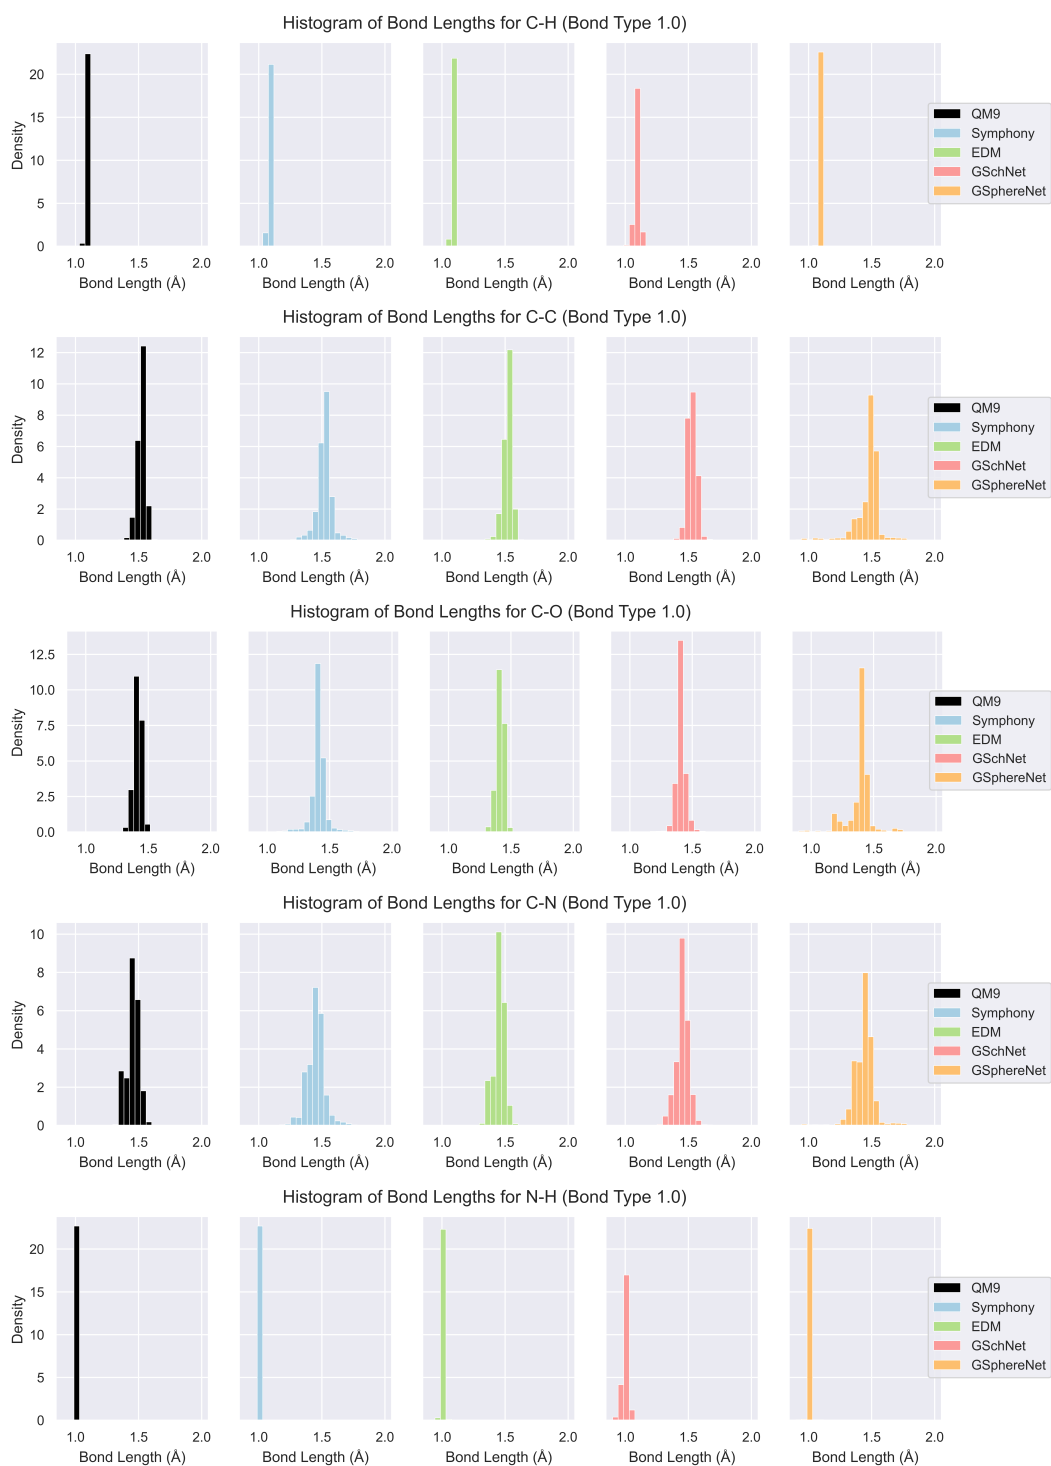 Histogram of Bond Lengths for C-H (Bond Type 1.0)
Density
20
15
10
5
0
1.0 1.5 2.0 1.0 1.5 2.0 1.0 1.5 2.0 1.0 1.5 2.0 1.0 1.5 2.0
Bond Length (Å) Bond Length (Å) Bond Length (Å) Bond Length (Å) Bond Length (Å)
QM9
Symphony
EDM
GSchNet
GSphereNet
Histogram of Bond Lengths for C-C (Bond Type 1.0)
Density
12
10
8
6
4
2
0
1.0 1.5 2.0 1.0 1.5 2.0 1.0 1.5 2.0 1.0 1.5 2.0 1.0 1.5 2.0
Bond Length (Å) Bond Length (Å) Bond Length (Å) Bond Length (Å) Bond Length (Å)
QM9
Symphony
EDM
GSchNet
GSphereNet
Histogram of Bond Lengths for C-O (Bond Type 1.0)
Density
12.5
10.0
7.5
5.0
2.5
0.0
1.0 1.5 2.0 1.0 1.5 2.0 1.0 1.5 2.0 1.0 1.5 2.0 1.0 1.5 2.0
Bond Length (Å) Bond Length (Å) Bond Length (Å) Bond Length (Å) Bond Length (Å)
QM9
Symphony
EDM
GSchNet
GSphereNet
Histogram of Bond Lengths for C-N (Bond Type 1.0)
Density
10
8
6
4
2
0
1.0 1.5 2.0 1.0 1.5 2.0 1.0 1.5 2.0 1.0 1.5 2.0 1.0 1.5 2.0
Bond Length (Å) Bond Length (Å) Bond Length (Å) Bond Length (Å) Bond Length (Å)
QM9
Symphony
EDM
GSchNet
GSphereNet
Histogram of Bond Lengths for N-H (Bond Type 1.0)
Density
20
15
10
5
0
1.0 1.5 2.0 1.0 1.5 2.0 1.0 1.5 2.0 1.0 1.5 2.0 1.0 1.5 2.0
Bond Length (Å) Bond Length (Å) Bond Length (Å) Bond Length (Å) Bond Length (Å)
QM9
Symphony
EDM
GSchNet
GSphereNet